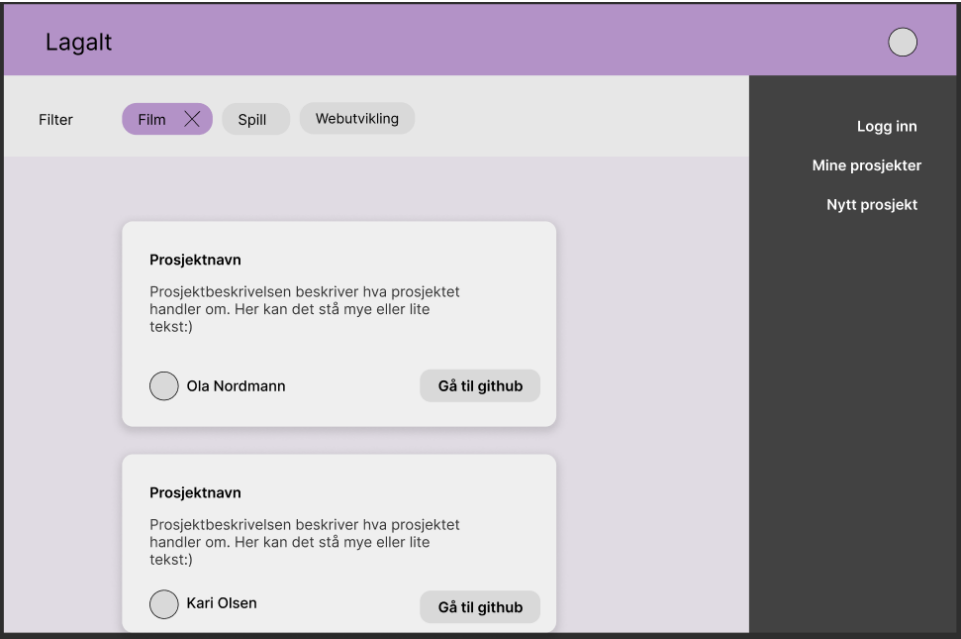 Lagalt
Filter
Film
Spill
Webutvikling
Logg inn
Mine prosjekter
Nytt prosjekt
Prosjektnavn
Prosjektbeskrivelsen beskriver hva prosjektet
handler om. Her kan det stå mye eller lite
tekst:)
Ola Nordmann
Gå til github
Prosjektnavn
Prosjektbeskrivelsen beskriver hva prosjektet
handler om. Her kan det stå mye eller lite
tekst:)
Kari Olsen
Gå til github